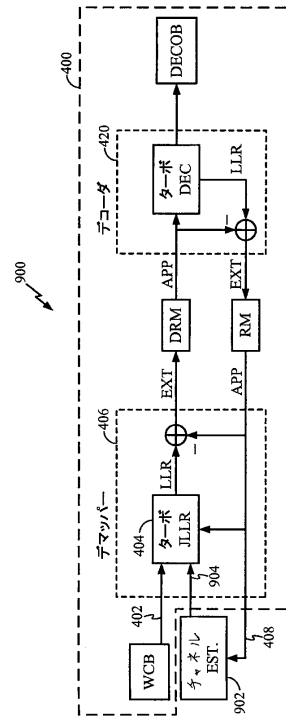 900
400
デマッパー
406
WCB
402
404
ターボ
JLLR
LLR
EXT
DRM
APP
デコーダ
420
ターボ
DEC
DECOB
LLR
EXT
RM
APP
チャネル
EST.
902
904
408
−
−